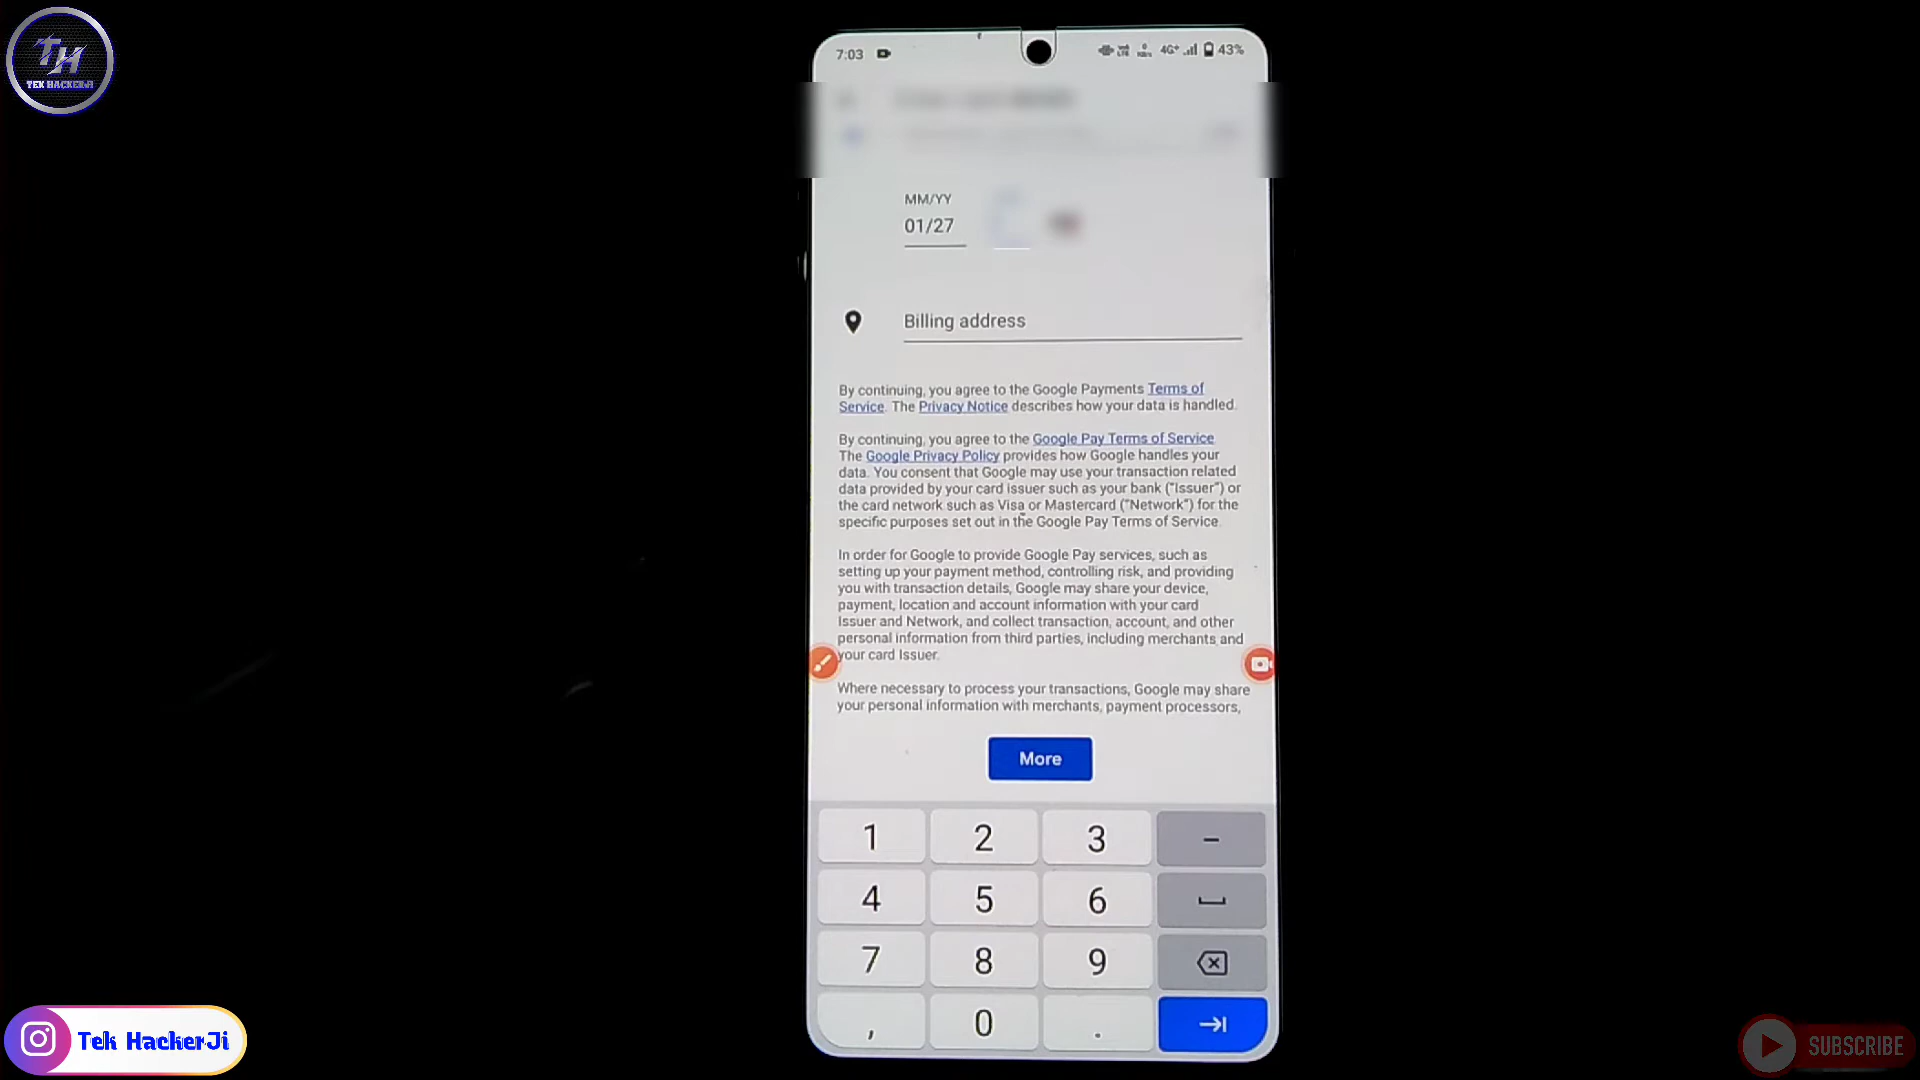 TH
TEK HACKERJI
7:03
4G+ 43%
MM/YY
01/27
Billing address
By continuing, you agree to the Google Payments Terms of
Service. The Privacy Notice describes how your data is handled.
By continuing, you agree to the Google Pay Terms of Service
The Google Privacy Policy provides how Google handles your
data. You consent that Google may use your transaction related
data provided by your card issuer such as your bank ("Issuer") or
the card network such as Visa or Mastercard ("Network") for the
specific purposes set out in the Google Pay Terms of Service.
In order for Google to provide Google Pay services, such as
setting up your payment method, controlling risk, and providing
you with transaction details, Google may share your device,
payment, location and account information with your card
Issuer and Network, and collect transaction, account, and other
personal information from third parties, including merchants and
your card Issuer.
Where necessary to process your transactions, Google may share
your personal information with merchants, payment processors,
More
1 2 3 –
4 5 6
7 8 9
, 0 .
Tek HackerJi
SUBSCRIBE